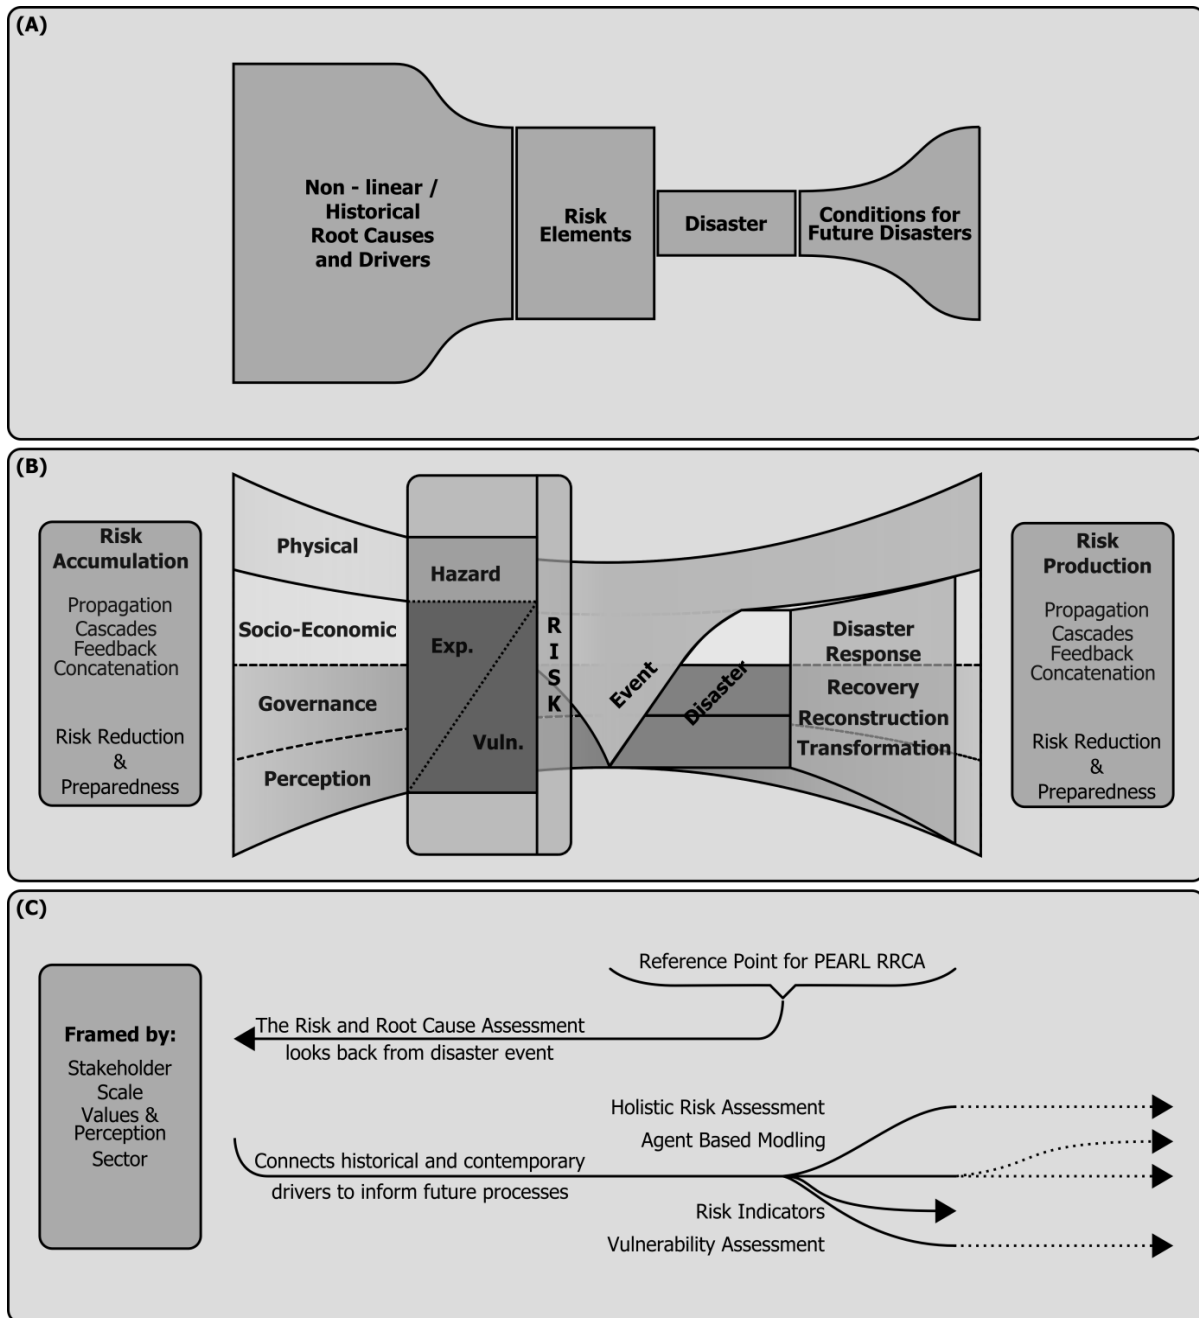 (A)
Non - linear /
Historical
Root Causes
and Drivers
Risk
Elements
Disaster
Conditions for
Future Disasters
(B)
Risk
Accumulation
Propagation
Cascades
Feedback
Concatenation
Risk Reduction
&
Preparedness
Physical
Socio-Economic
Governance
Perception
Hazard
Exp.
Vuln.
R
I
S
K
Event
Disaster
Disaster
Response
Recovery
Reconstruction
Transformation
Risk
Production
Propagation
Cascades
Feedback
Concatenation
Risk Reduction
&
Preparedness
(C)
Framed by:
Stakeholder
Scale
Values &
Perception
Sector
Reference Point for PEARL RRCA
The Risk and Root Cause Assessment
looks back from disaster event
Holistic Risk Assessment
Agent Based Modling
Connects historical and contemporary
drivers to inform future processes
Risk Indicators
Vulnerability Assessment